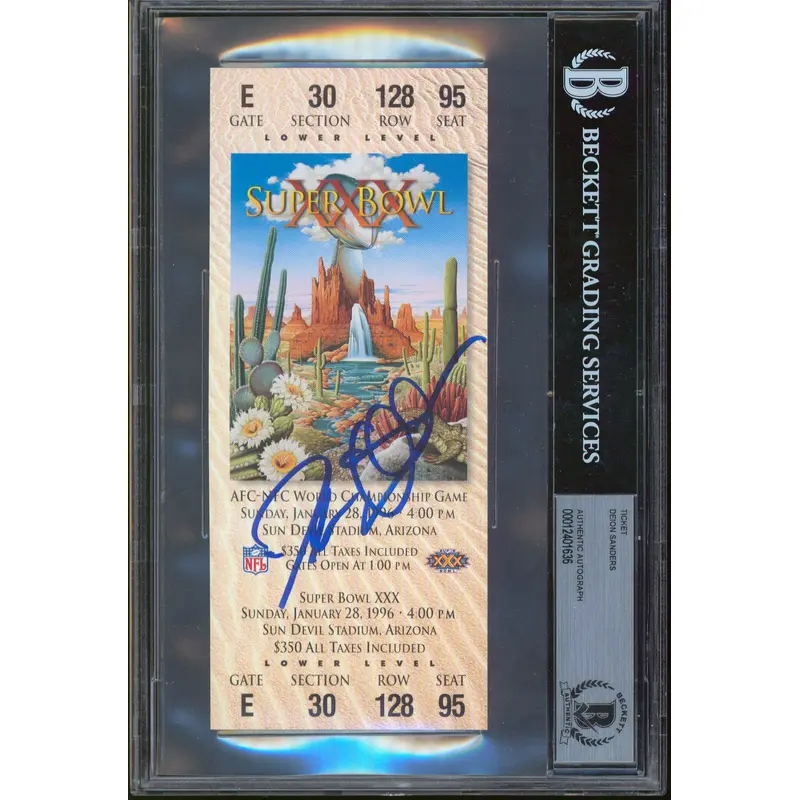 E 30 128 95
GATE SECTION ROW SEAT
LOWER LEVEL
XXX
SUPER BOWL
AFC-NFC WORLD CHAMPIONSHIP GAME
SUNDAY, JANUARY 28, 1996 · 4:00 PM
SUN DEVIL STADIUM, ARIZONA
$350 ALL TAXES INCLUDED
GATES OPEN AT 1:00 PM
NFL
SUPER
XXX
BOWL
SUPER BOWL XXX
SUNDAY, JANUARY 28, 1996 · 4:00 PM
SUN DEVIL STADIUM, ARIZONA
$350 ALL TAXES INCLUDED
LOWER LEVEL
GATE SECTION ROW SEAT
E 30 128 95
B
BECKETT GRADING SERVICES
TICKET
DEION SANDERS
AUTHENTIC AUTOGRAPH
00012401636
BECKETT
B
AUTHENTIC